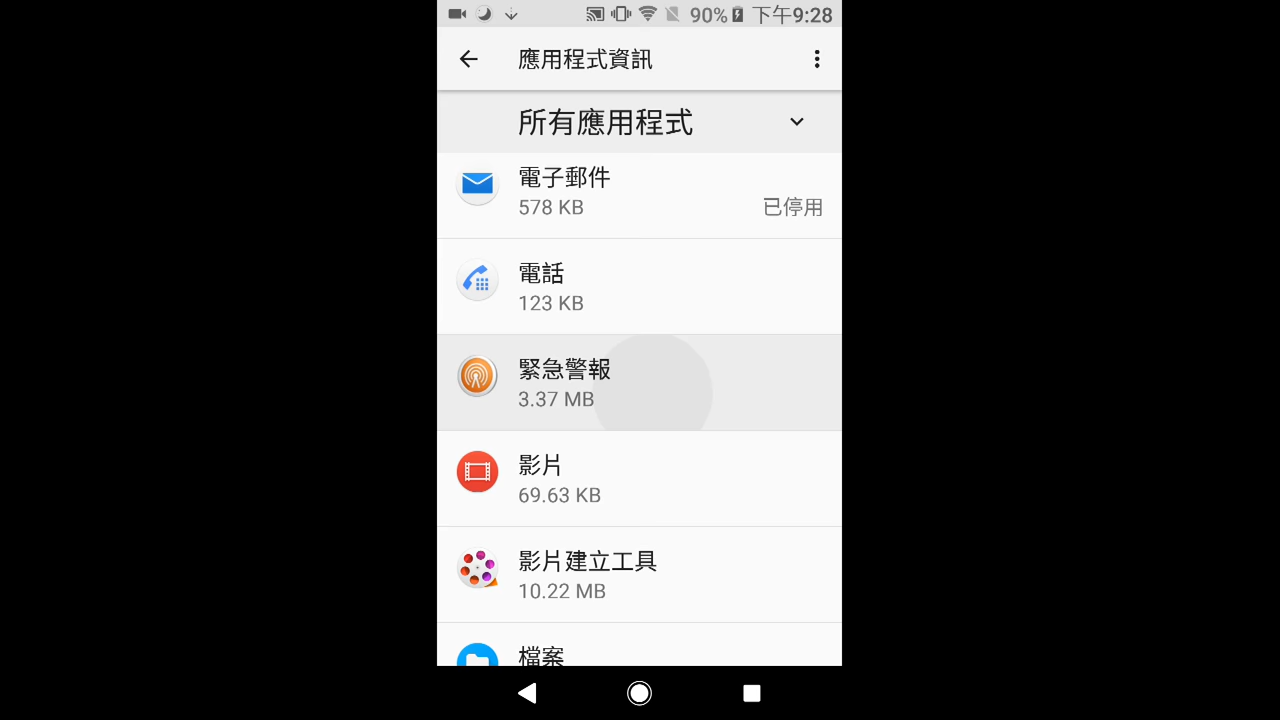 90% 下午9:28
應用程式資訊
所有應用程式
電子郵件
578 KB
已停用
電話
123 KB
緊急警報
3.37 MB
影片
69.63 KB
影片建立工具
10.22 MB
檔案